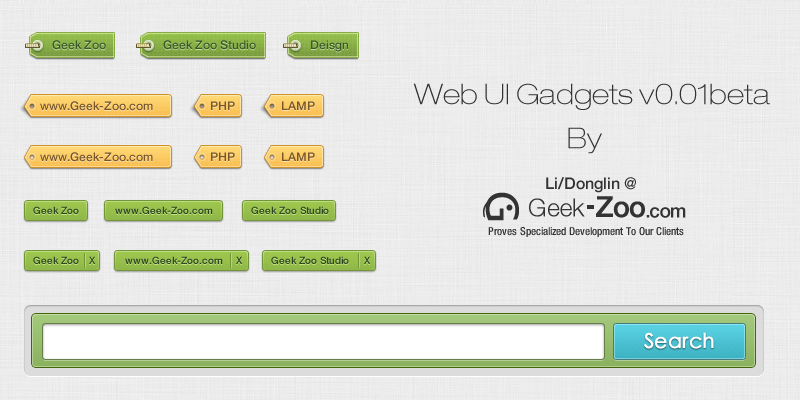 Geek Zoo
Geek Zoo Studio
Deisgn
www.Geek-Zoo.com
PHP
LAMP
www.Geek-Zoo.com
PHP
LAMP
Geek Zoo
www.Geek-Zoo.com
Geek Zoo Studio
Geek Zoo X
www.Geek-Zoo.com X
Geek Zoo Studio X
Web UI Gadgets v0.01beta
By
Li/Donglin @
Geek-Zoo.com
Proves Specialized Development To Our Clients
Search